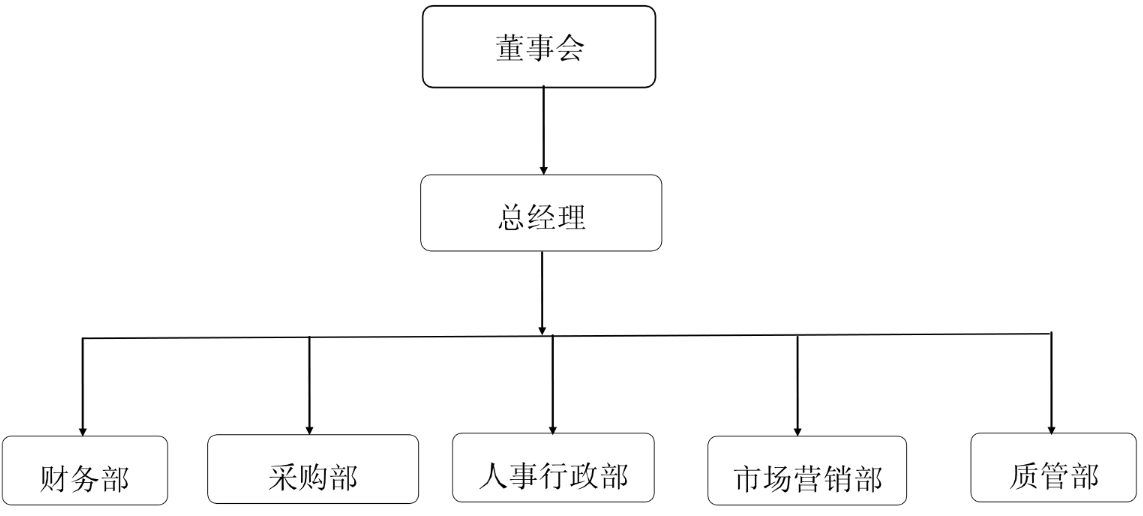 董事会
总经理
财务部
采购部
人事行政部
市场营销部
质管部